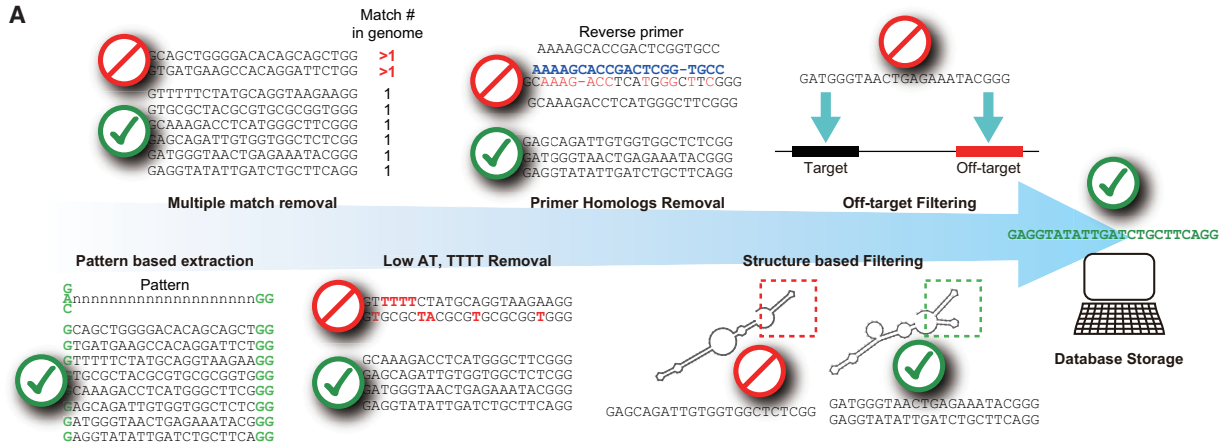 A
Match #
in genome
GCAGCTGGGGACACAGCAGCTGG >1
GTGATGAAGCCACAGGATTCTGG >1
GTTTTTCTATGCAGGTAAGAAGG 1
GTGCGCTACGCGTGCGCGGTGGG 1
GCAAAGACCTCATGGGCTTCGGG 1
GAGCAGATTGTGGTGGCTCTCGG 1
GATGGGTAACTGAGAAATACGGG 1
GAGGTATATTGATCTGCTTCAGG 1
Multiple match removal
Reverse primer
AAAAGCACCGACTCGGTGCC
AAAAGCACCGACTCGG-TGCC
GCAAAG-ACCTCATGGGCTTCGGG
GCAAAGACCTCATGGGCTTCGGG
GAGCAGATTGTGGTGGCTCTCGG
GATGGGTAACTGAGAAATACGGG
GAGGTATATTGATCTGCTTCAGG
Primer Homologs Removal
GATGGGTAACTGAGAAATACGGG
Target
Off-target
Off-target Filtering
GAGGTATATTGATCTGCTTCAGG
Database Storage
Pattern based extraction
Pattern
G
A
C
nnnnnnnnnnnnnnnnnnnnGG
GCAGCTGGGGACACAGCAGCTGG
GTGATGAAGCCACAGGATTCTGG
GTTTTTCTATGCAGGTAAGAAGG
GTGCGCTACGCGTGCGCGGTGGG
GCAAAGACCTCATGGGCTTCGGG
GAGCAGATTGTGGTGGCTCTCGG
GATGGGTAACTGAGAAATACGGG
GAGGTATATTGATCTGCTTCAGG
Low AT, TTTT Removal
GTTTTTCTATGCAGGTAAGAAGG
GTGCGCTACGCGTGCGCGGTGGG
GCAAAGACCTCATGGGCTTCGGG
GAGCAGATTGTGGTGGCTCTCGG
GATGGGTAACTGAGAAATACGGG
GAGGTATATTGATCTGCTTCAGG
Structure based Filtering
GAGCAGATTGTGGTGGCTCTCGG
GATGGGTAACTGAGAAATACGGG
GAGGTATATTGATCTGCTTCAGG